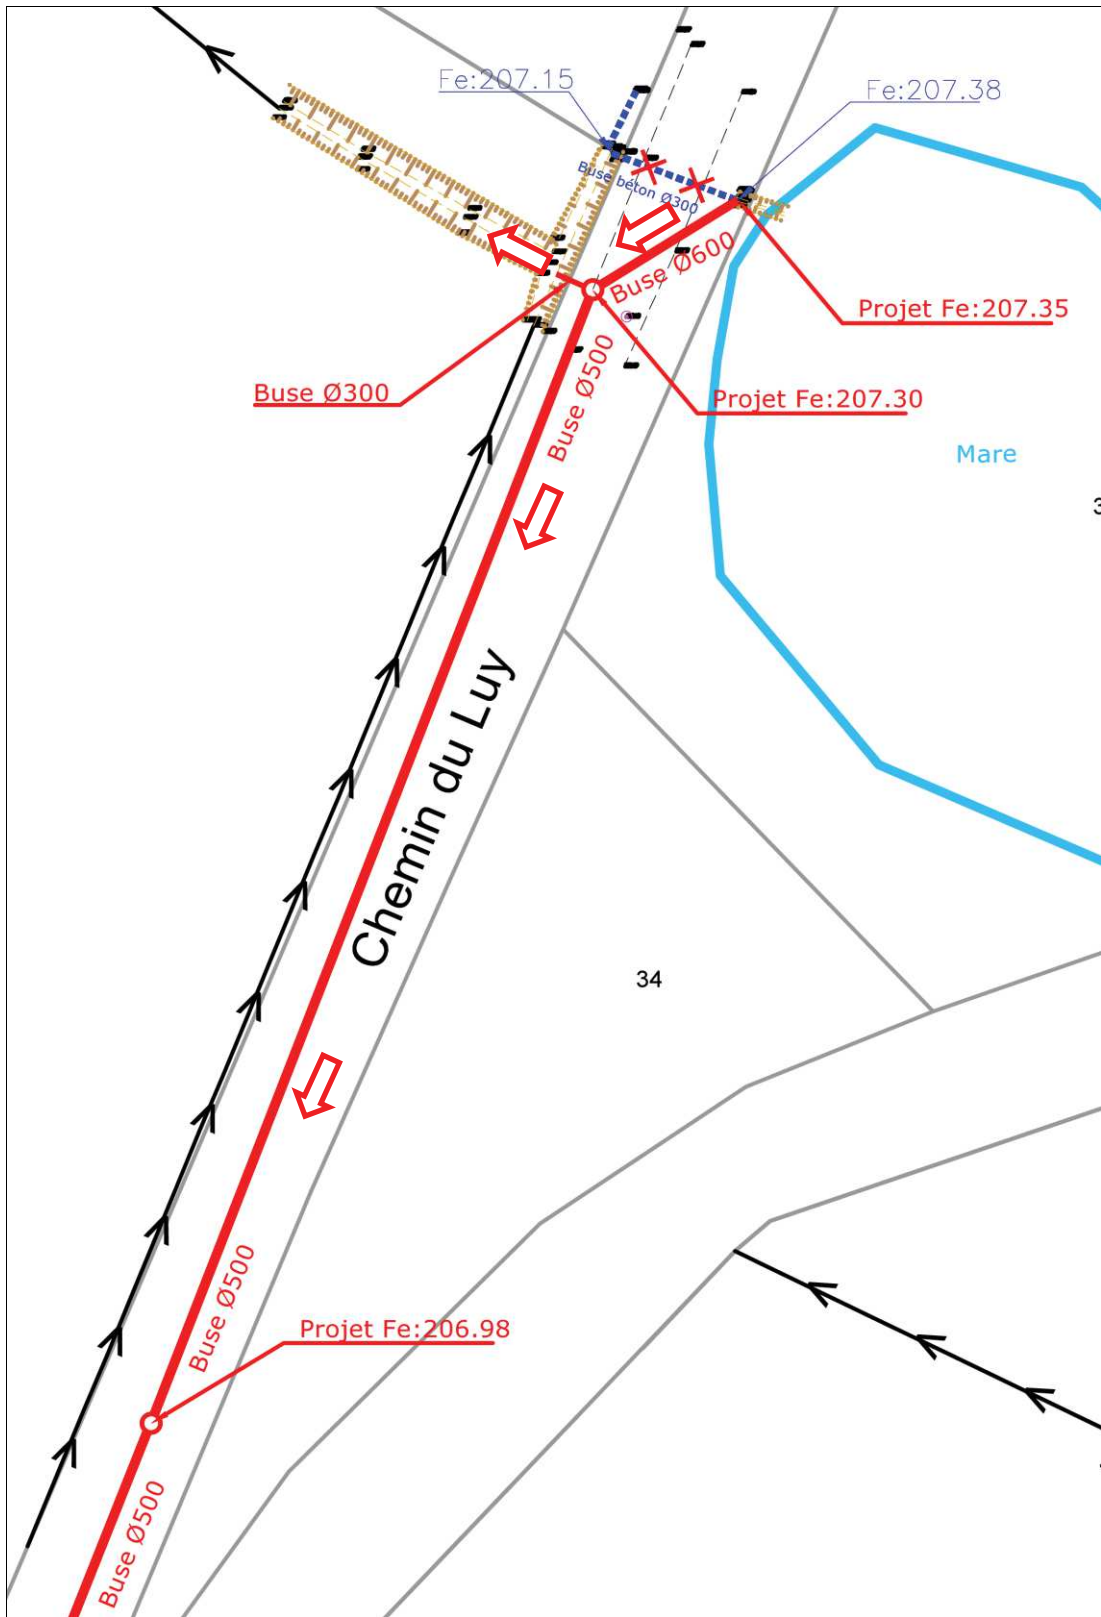 Fe:207.15
Fe:207.38
Buse béton Ø300
Buse Ø600
Projet Fe:207.35
Buse Ø300
Buse Ø500
Projet Fe:207.30
Mare
3
Chemin du Luy
34
Buse Ø500
Projet Fe:206.98
Buse Ø500